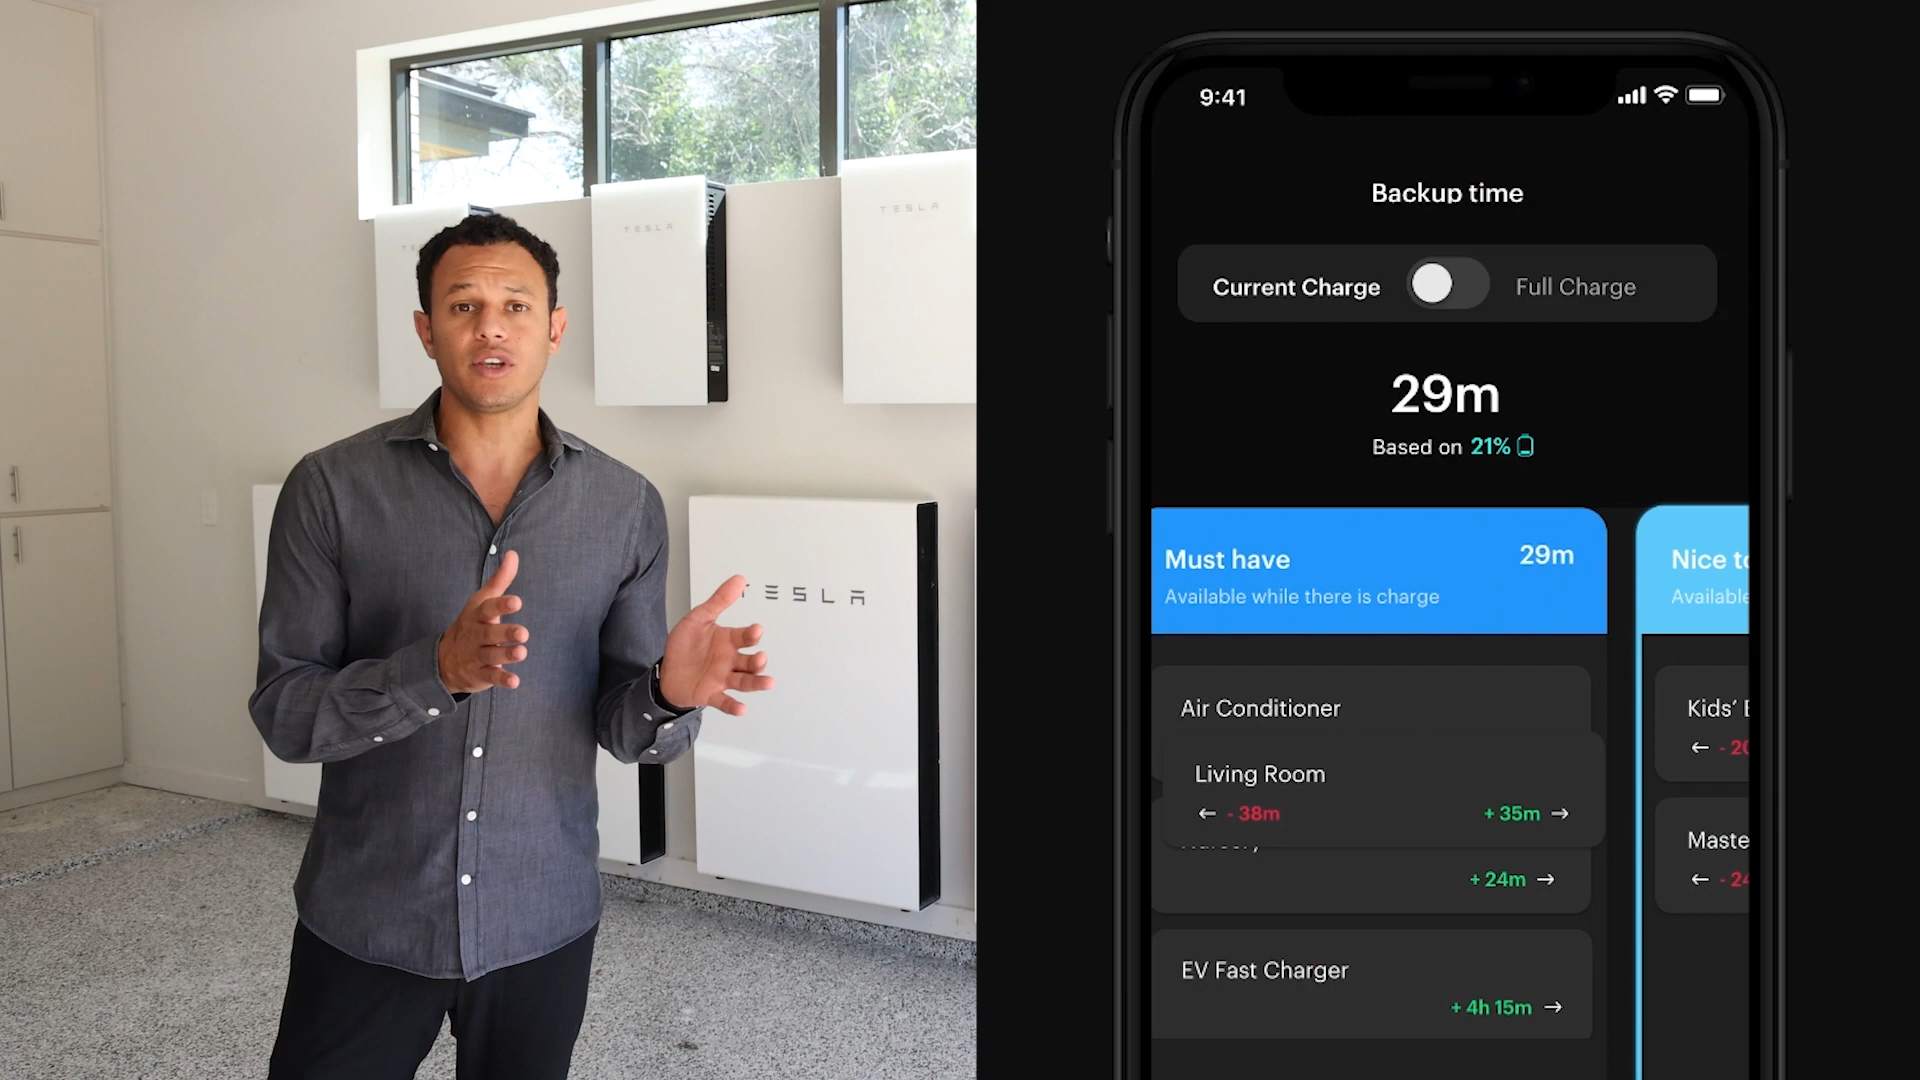 TESLA
TESLA
TESLA
9:41
Backup time
Current Charge
Full Charge
29m
Based on 21%
Must have
29m
Available while there is charge
Nice
Available
Air Conditioner
Living Room
← - 38m
+ 35m →
+ 24m →
EV Fast Charger
+ 4h 15m →
Kids’
←
←